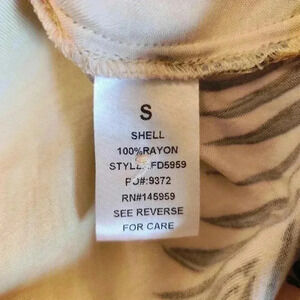 S
SHELL
100%RAYON
STYLE#:FD5959
PO#:9372
RN#145959
SEE REVERSE
FOR CARE